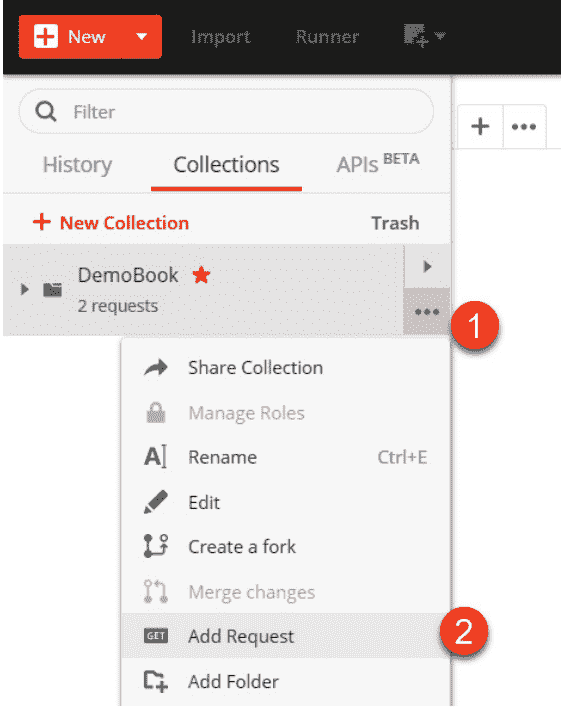 New Import Runner
Filter
History Collections APIs BETA
+ New Collection Trash
DemoBook
2 requests
1
Share Collection
Manage Roles
A Rename Ctrl+E
Edit
Create a fork
Merge changes
GET Add Request 2
Add Folder